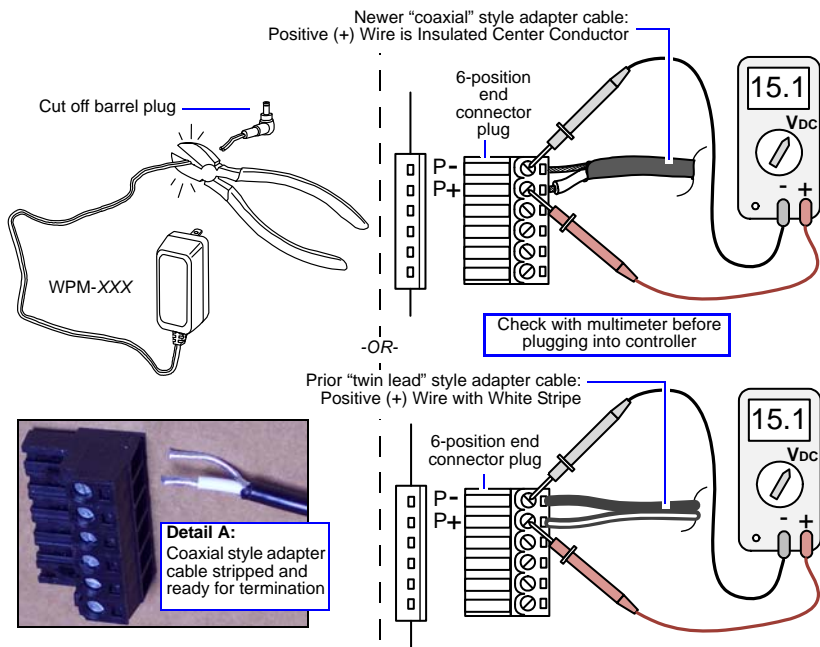 Newer “coaxial” style adapter cable:
Positive (+) Wire is Insulated Center Conductor
6-position
end
connector
plug
15.1
VDC
- +
Cut off barrel plug
P-
P+
WPM-XXX
Check with multimeter before
plugging into controller
-OR-
Prior “twin lead” style adapter cable:
Positive (+) Wire with White Stripe
6-position end
connector plug
15.1
VDC
- +
P-
P+
Detail A:
Coaxial style adapter
cable stripped and
ready for termination